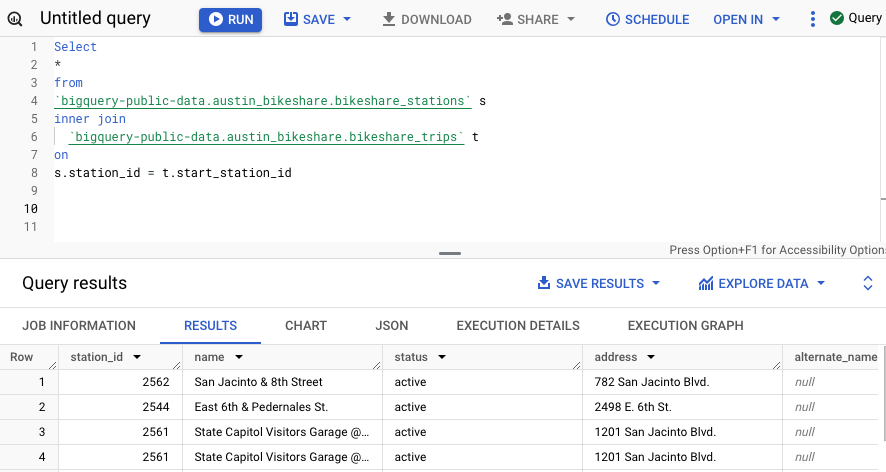 Untitled query RUN SAVE DOWNLOAD SHARE SCHEDULE OPEN IN Query
1 Select
2 *
3 from
4 `bigquery-public-data.austin_bikeshare.bikeshare_stations` s
5 inner join
6 `bigquery-public-data.austin_bikeshare.bikeshare_trips` t
7 on
8 s.station_id = t.start_station_id
9
10
11
Press Option+F1 for Accessibility Option
Query results SAVE RESULTS EXPLORE DATA
JOB INFORMATION RESULTS CHART JSON EXECUTION DETAILS EXECUTION GRAPH
Row station_id name status address alternate_name
1 2562 San Jacinto & 8th Street active 782 San Jacinto Blvd. null
2 2544 East 6th & Pedernales St. active 2498 E. 6th St. null
3 2561 State Capitol Visitors Garage @... active 1201 San Jacinto Blvd. null
4 2561 State Capitol Visitors Garage @... active 1201 San Jacinto Blvd. null